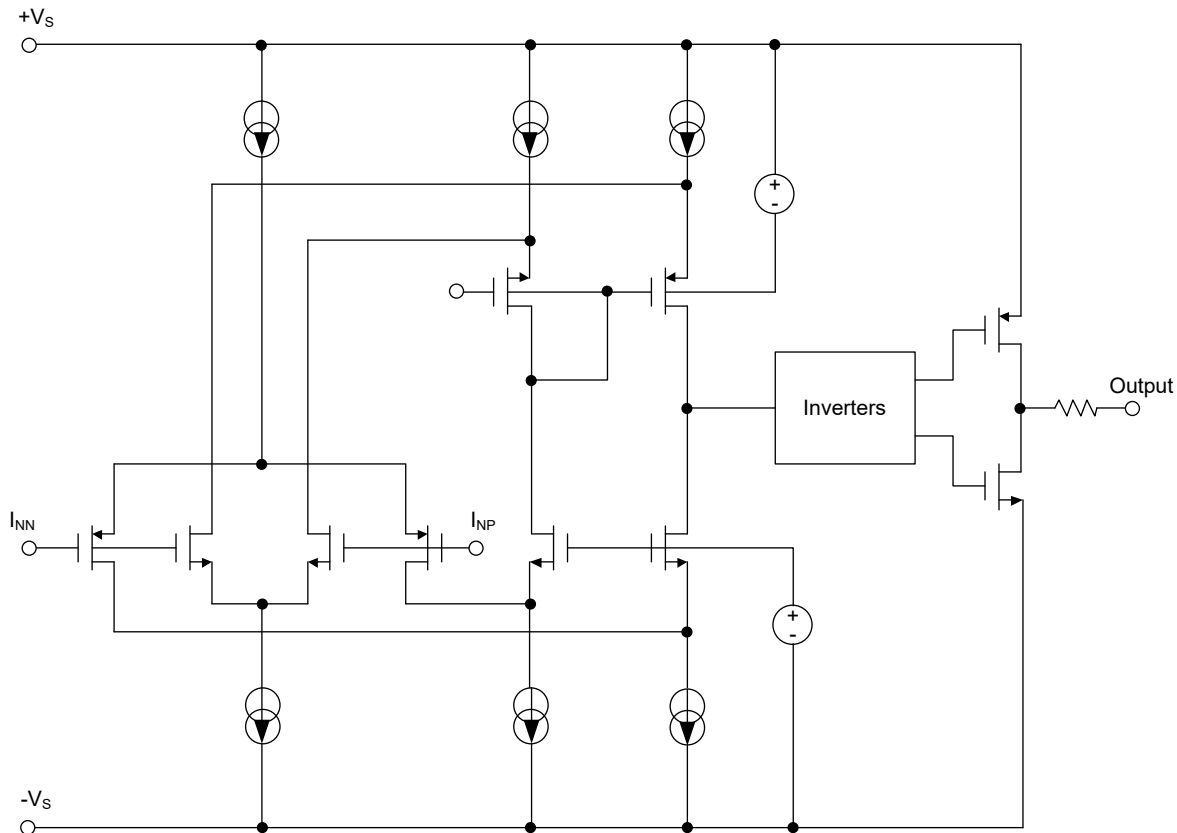 +VS
+
-
Output
Inverters
INN
INP
+
-
-VS